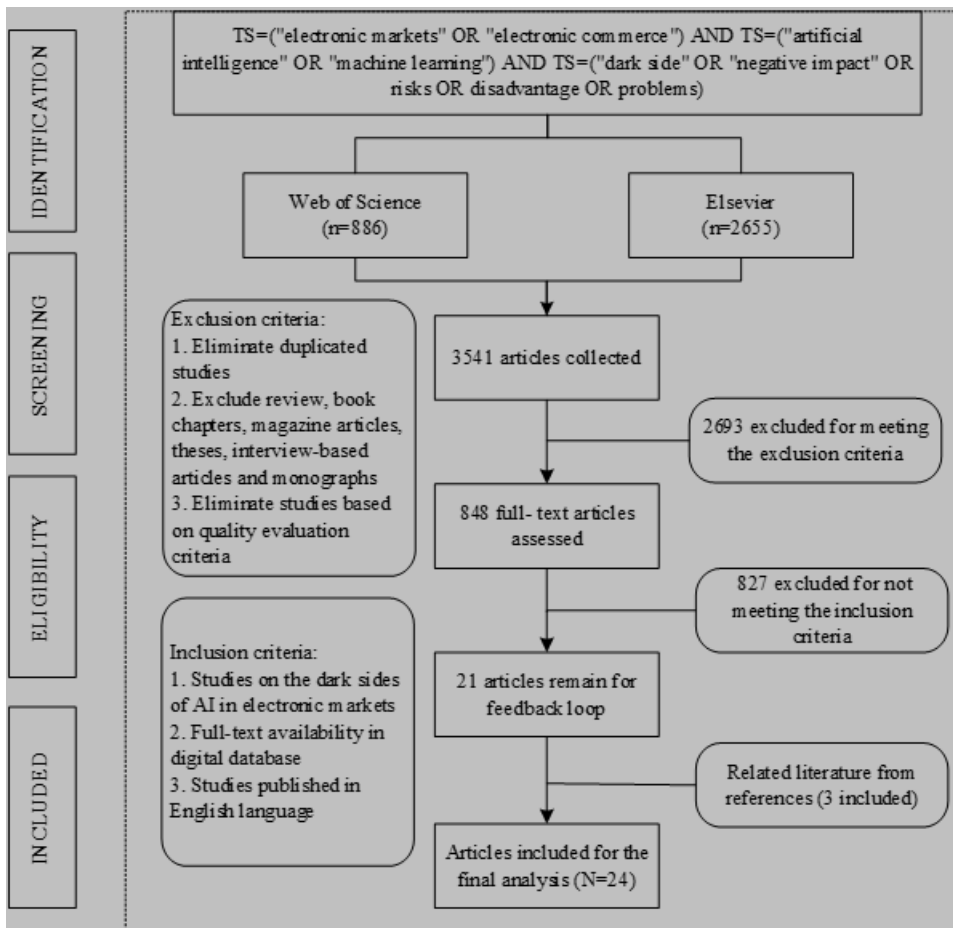 IDENTIFICATION
TS=("electronic markets" OR "electronic commerce") AND TS=("artificial
intelligence" OR "machine learning") AND TS=("dark side" OR "negative impact" OR
risks OR disadvantage OR problems)
Web of Science
(n=886)
Elsevier
(n=2655)
SCREENING
Exclusion criteria:
1. Eliminate duplicated
studies
2. Exclude review, book
chapters, magazine articles,
theses, interview-based
articles and monographs
3. Eliminate studies based
on quality evaluation
criteria
3541 articles collected
2693 excluded for meeting
the exclusion criteria
ELIGIBILITY
848 full- text articles
assessed
827 excluded for not
meeting the inclusion
criteria
Inclusion criteria:
1. Studies on the dark sides
of AI in electronic markets
2. Full-text availability in
digital database
3. Studies published in
English language
21 articles remain for
feedback loop
INCLUDED
Related literature from
references (3 included)
Articles included for the
final analysis (N=24)